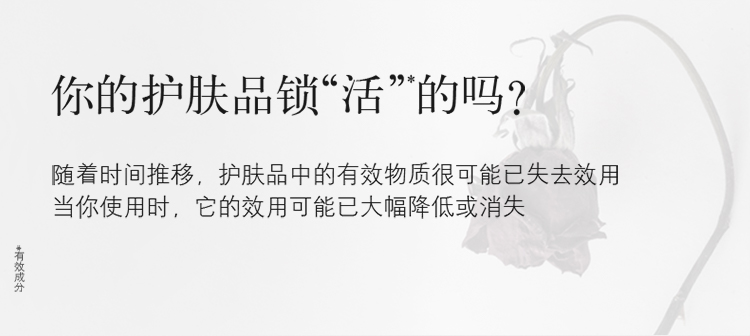 你的护肤品锁“活”*的吗？
随着时间推移，护肤品中的有效物质很可能已失去效用
当你使用时，它的效用可能已大幅降低或消失
*有效成分